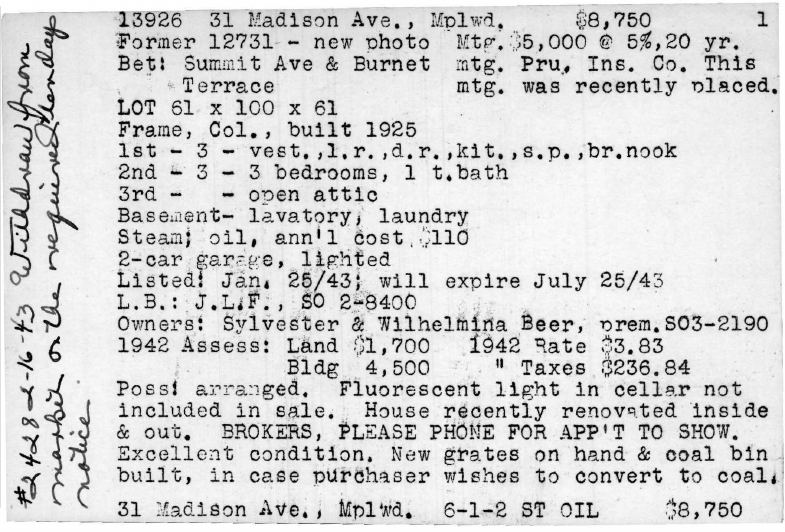 13926 31 Madison Ave., Mplwd. $8,750 1
Former 12731 - new photo Mtg. $5,000 @ 5%, 20 yr.
Bet: Summit Ave & Burnet mtg. Pru. Ins. Co. This
Terrace mtg. was recently placed.
LOT 61 x 100 x 61
Frame, Col., built 1925
1st - 3 - vest.,l.r.,d.r.,kit.,s.p.,br.nook
2nd - 3 - 3 bedrooms, 1 t.bath
3rd - - open attic
Basement- lavatory, laundry
Steam; oil, ann'l cost $110
2-car garage, lighted
Listed: Jan. 25/43; will expire July 25/43
L.B.: J.L.F., SO 2-8400
Owners: Sylvester & Wilhelmina Beer, prem. SO3-2190
1942 Assess: Land $1,700 1942 Rate $3.83
Bldg 4,500 " Taxes $236.84
Poss: arranged. Fluorescent light in cellar not
included in sale. House recently renovated inside
& out. BROKERS, PLEASE PHONE FOR APP'T TO SHOW.
Excellent condition. New grates on hand & coal bin
built, in case purchaser wishes to convert to coal.
31 Madison Ave., Mplwd. 6-1-2 ST OIL $8,750
#2428-2-16-43 Withdrawn from
market on the required thirty day
notice.